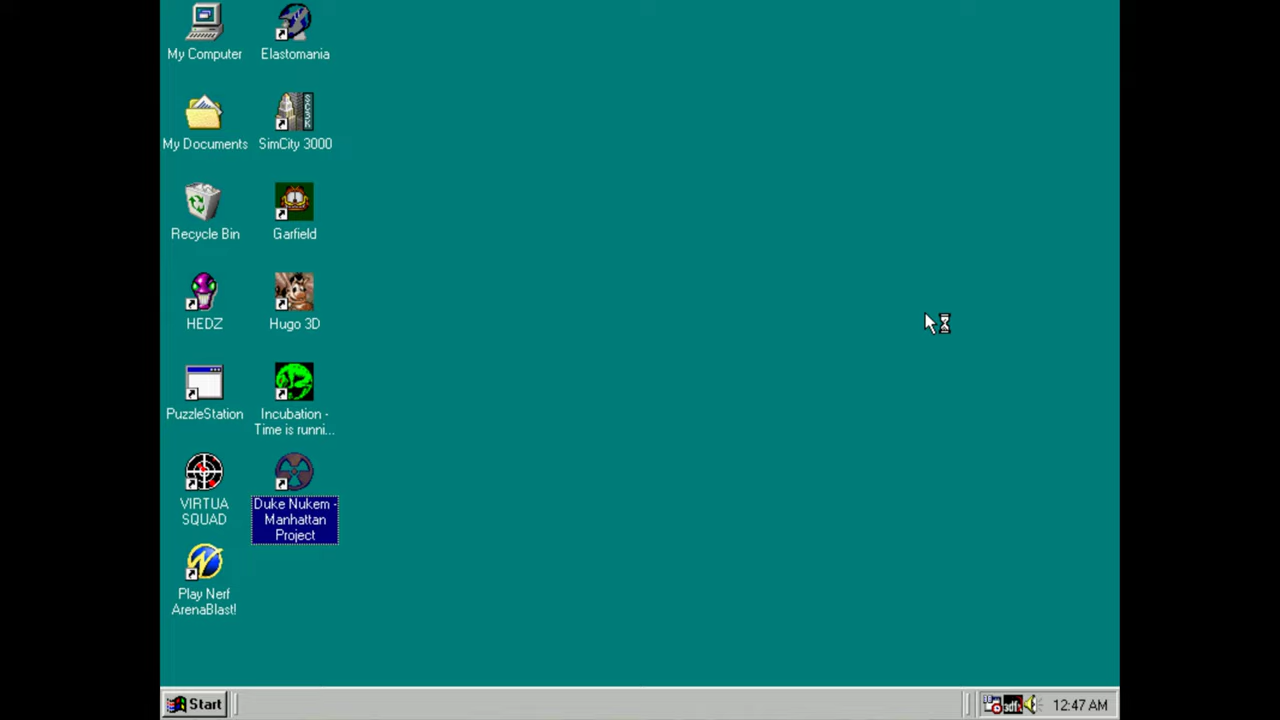 My Computer
Elastomania
My Documents
SimCity 3000
Recycle Bin
Garfield
HEDZ
Hugo 3D
PuzzleStation
Incubation -
Time is runni...
VIRTUA
SQUAD
Duke Nukem -
Manhattan
Project
Play Nerf
ArenaBlast!
Start
3dfx
12:47 AM